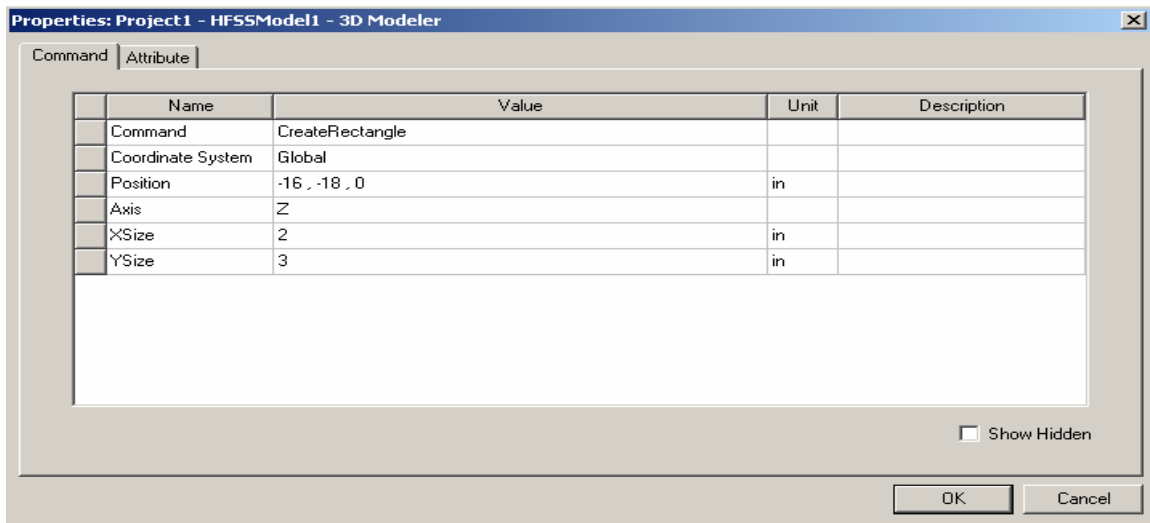 Properties: Project1 - HFSSModel1 - 3D Modeler
Command Attribute
Name Value Unit Description
Command CreateRectangle
Coordinate System Global
Position -16 , -18 , 0 in
Axis Z
XSize 2 in
YSize 3 in
Show Hidden
OK Cancel